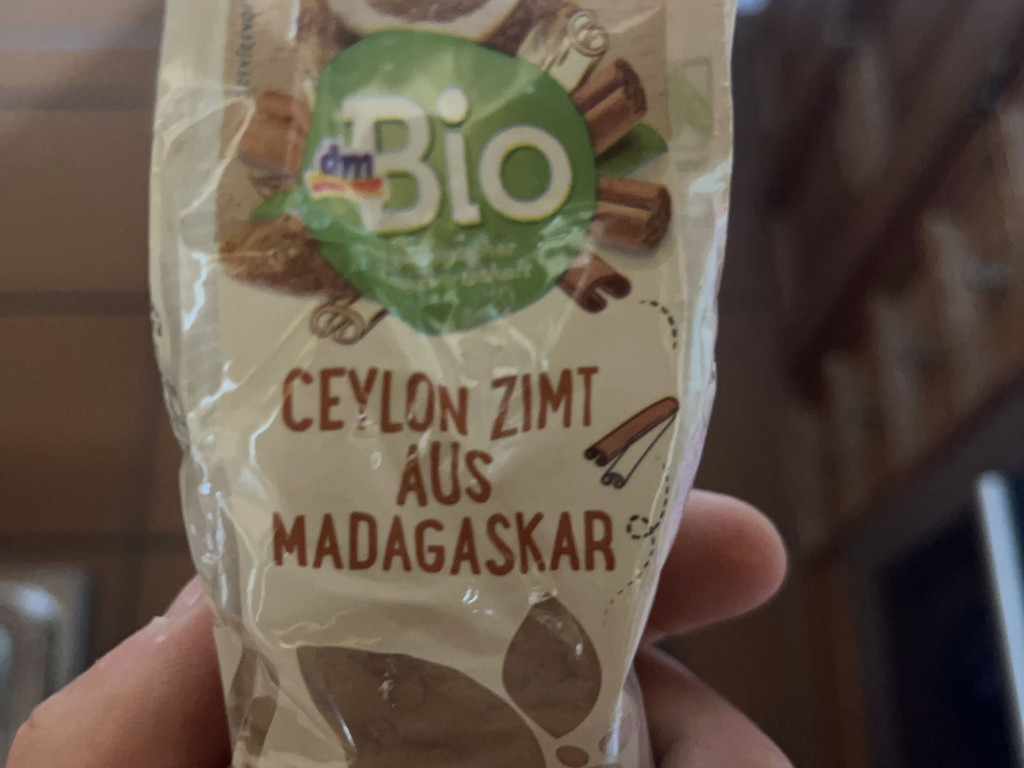 dm
Bio
CEYLON ZIMT
AUS
MADAGASKAR